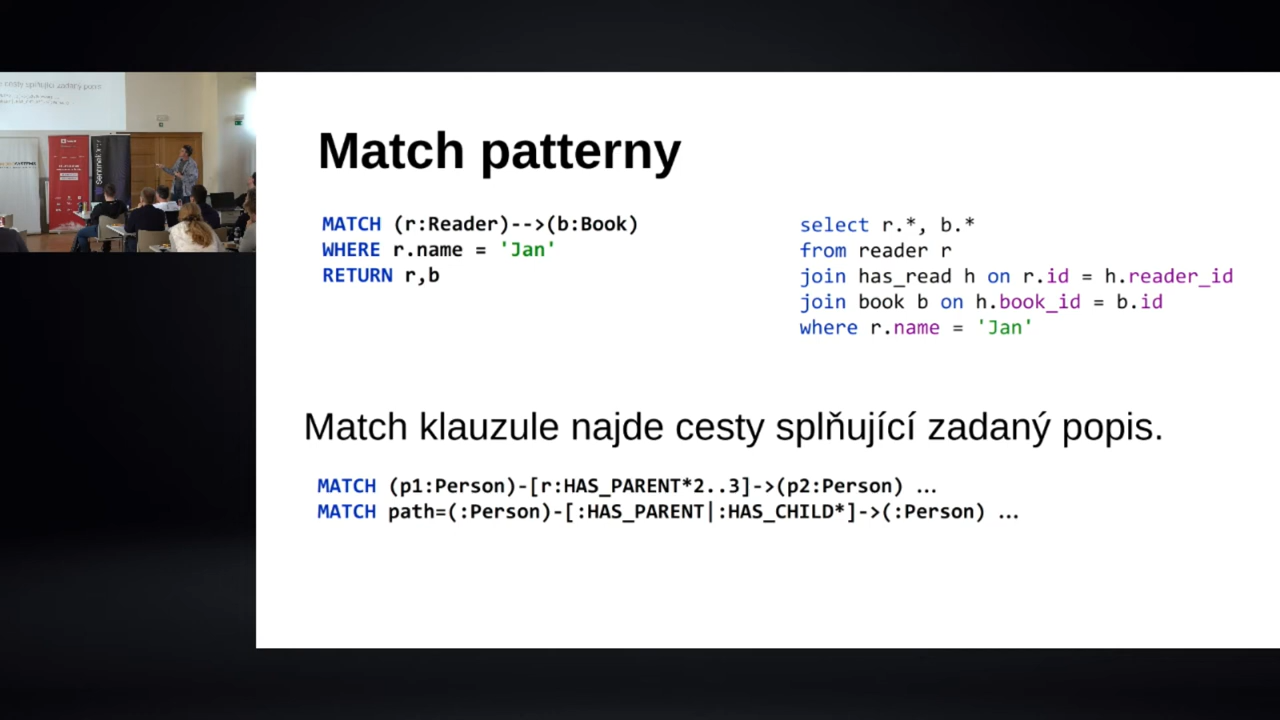 Match patterny
MATCH (r:Reader)-->(b:Book)
WHERE r.name = 'Jan'
RETURN r,b
select r.*, b.*
from reader r
join has_read h on r.id = h.reader_id
join book b on h.book_id = b.id
where r.name = 'Jan'
Match klauzule najde cesty splňující zadaný popis.
MATCH (p1:Person)-[r:HAS_PARENT*2..3]->(p2:Person) …
MATCH path=(:Person)-[:HAS_PARENT|:HAS_CHILD*]->(:Person) …